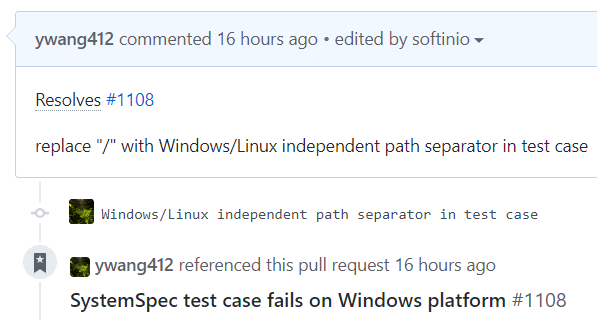 ywang412 commented 16 hours ago • edited by softinio
Resolves #1108
replace "/" with Windows/Linux independent path separator in test case
Windows/Linux independent path separator in test case
ywang412 referenced this pull request 16 hours ago
SystemSpec test case fails on Windows platform #1108